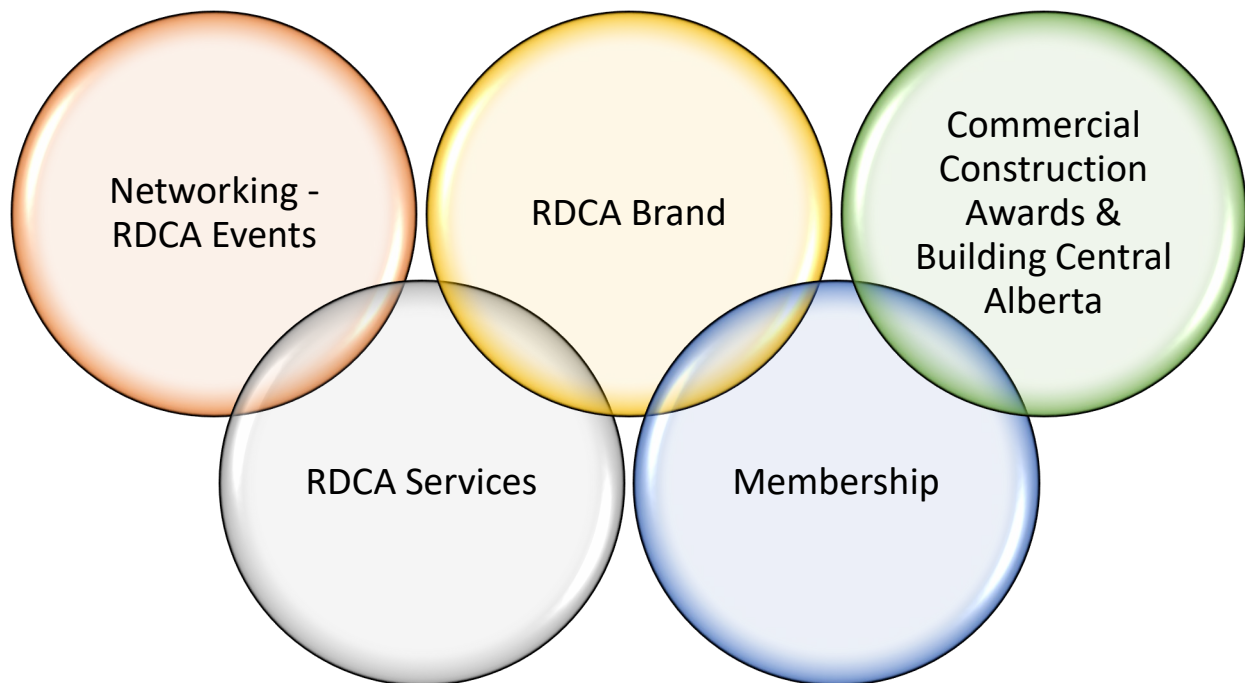 Networking -
RDCA Events
RDCA Brand
Commercial
Construction
Awards &
Building Central
Alberta
RDCA Services
Membership